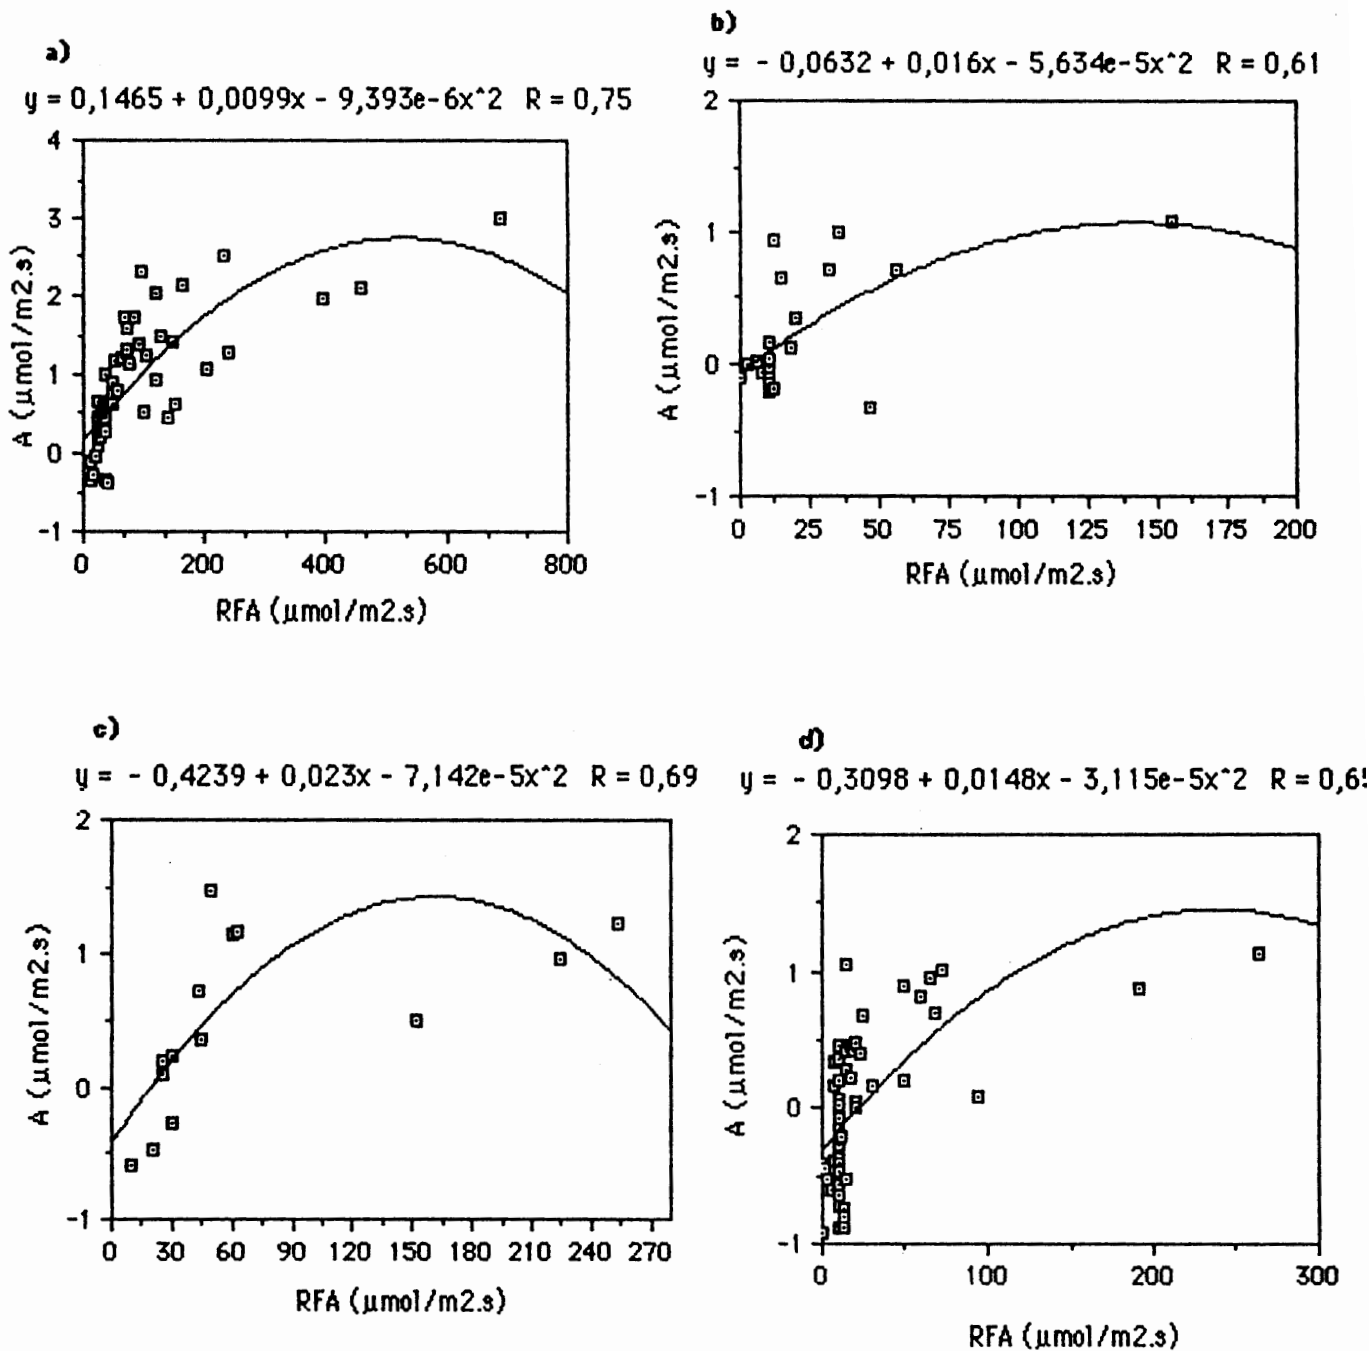 a)
y = 0,1465 + 0,0099x - 9,393e-6x^2 R = 0,75
4
3
2
1
0
-1
A (µmol/m2.s)
0 200 400 600 800
RFA (µmol/m2.s)
b)
y = - 0,0632 + 0,016x - 5,634e-5x^2 R = 0,61
2
1
0
-1
A (µmol/m2.s)
0 25 50 75 100 125 150 175 200
RFA (µmol/m2.s)
c)
y = - 0,4239 + 0,023x - 7,142e-5x^2 R = 0,69
2
1
0
-1
A (µmol/m2.s)
0 30 60 90 120 150 180 210 240 270
RFA (µmol/m2.s)
d)
y = - 0,3098 + 0,0148x - 3,115e-5x^2 R = 0,65
2
1
0
-1
A (µmol/m2.s)
0 100 200 300
RFA (µmol/m2.s)